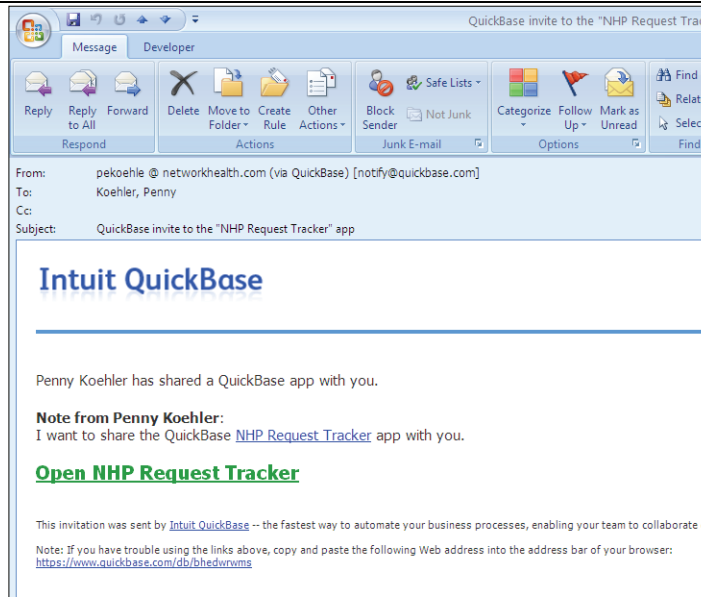 QuickBase invite to the "NHP Request Trac
Message Developer
Reply Reply to All Forward Delete Move to Folder Create Rule Other Actions Block Sender Safe Lists Not Junk Categorize Follow Up Mark as Unread Find Relat Selec
Respond Actions Junk E-mail Options Find
From: pekoehle @ networkhealth.com (via QuickBase) [notify@quickbase.com]
To: Koehler, Penny
Cc:
Subject: QuickBase invite to the "NHP Request Tracker" app
Intuit QuickBase
Penny Koehler has shared a QuickBase app with you.
Note from Penny Koehler:
I want to share the QuickBase NHP Request Tracker app with you.
Open NHP Request Tracker
This invitation was sent by Intuit QuickBase -- the fastest way to automate your business processes, enabling your team to collaborate
Note: If you have trouble using the links above, copy and paste the following Web address into the address bar of your browser:
https://www.quickbase.com/db/bhedwrwms